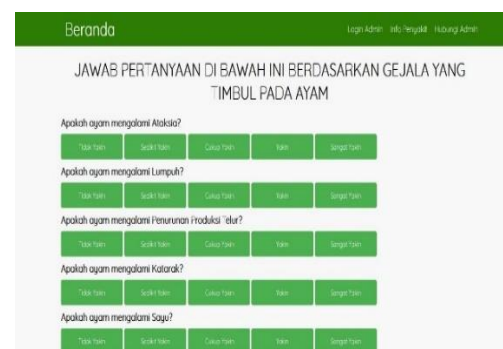 Beranda
Login Admin Info Penyakit Hubungi Admin
JAWAB PERTANYAAN DI BAWAH INI BERDASARKAN GEJALA YANG
TIMBUL PADA AYAM
Apakah ayam mengalami Ataksia?
Tidak Yakin Sedikit Yakin Cukup Yakin Yakin Sangat Yakin
Apakah ayam mengalami Lumpuh?
Tidak Yakin Sedikit Yakin Cukup Yakin Yakin Sangat Yakin
Apakah ayam mengalami Penurunan Produksi Telur?
Tidak Yakin Sedikit Yakin Cukup Yakin Yakin Sangat Yakin
Apakah ayam mengalami Katarak?
Tidak Yakin Sedikit Yakin Cukup Yakin Yakin Sangat Yakin
Apakah ayam mengalami Sayu?
Tidak Yakin Sedikit Yakin Cukup Yakin Yakin Sangat Yakin